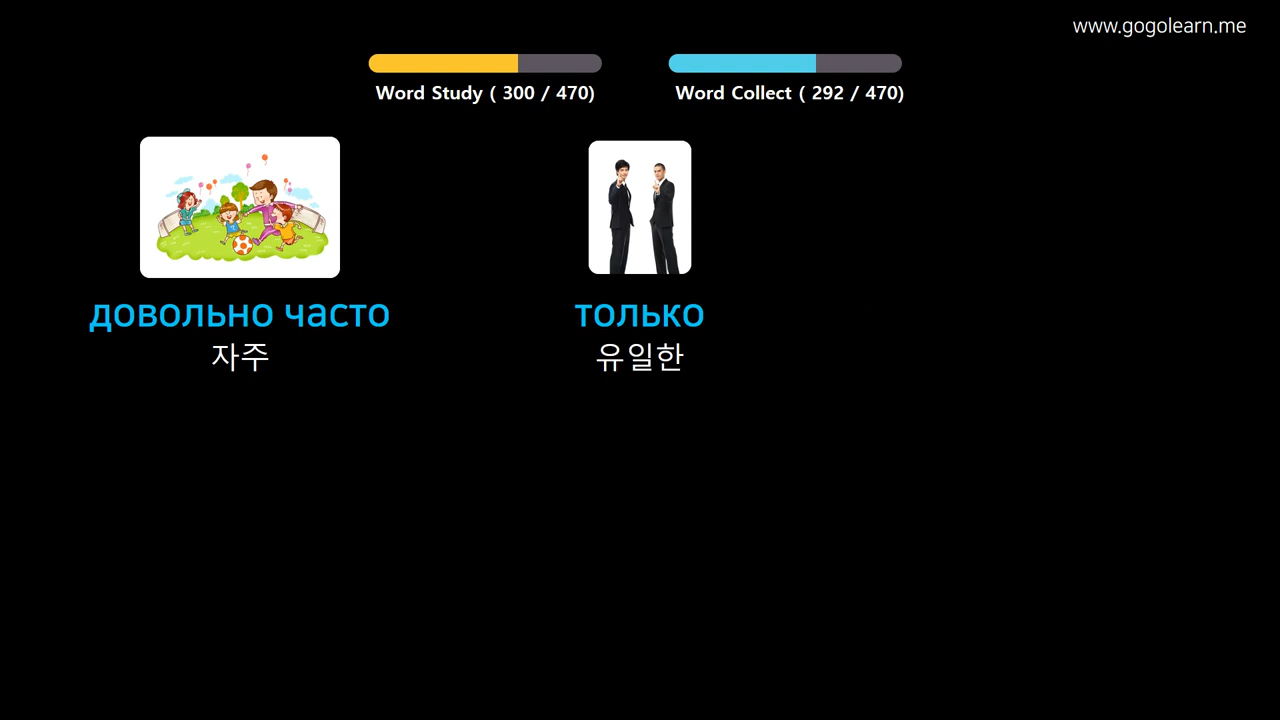 www.gogolearn.me
Word Study ( 300 / 470)
Word Collect ( 292 / 470)
довольно часто
자주
только
유일한